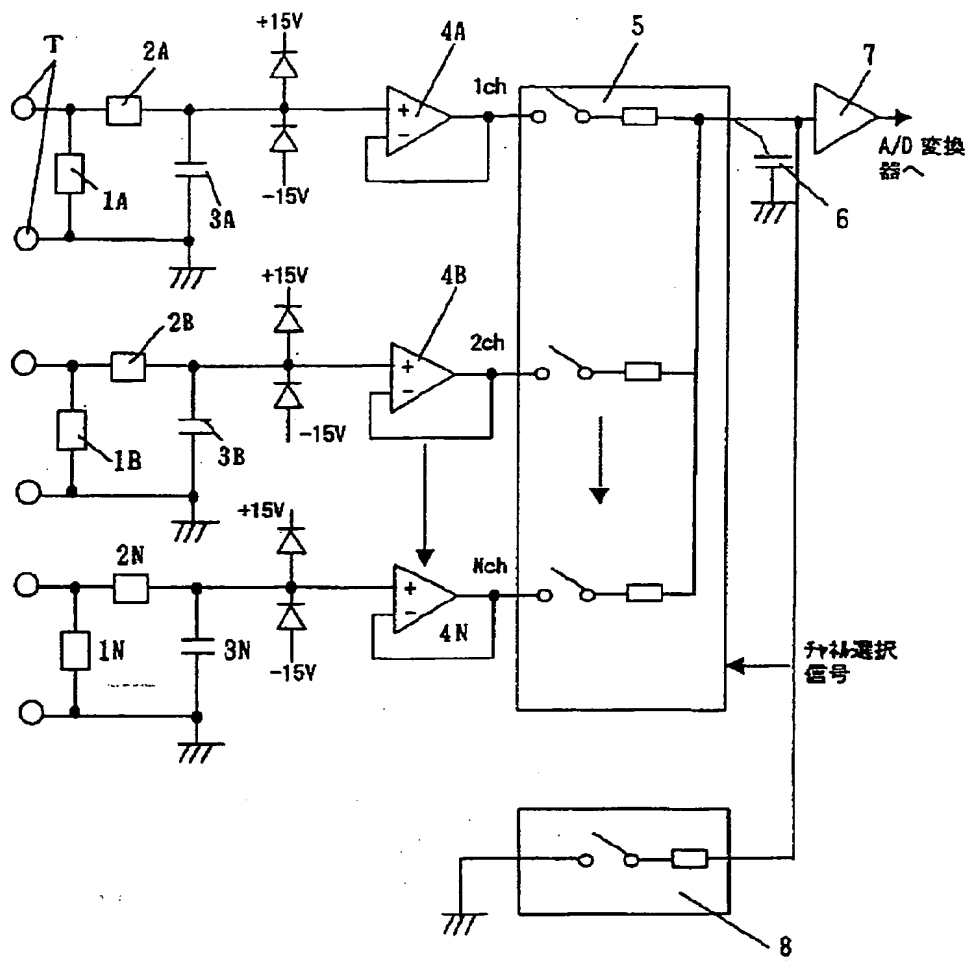 T
2A
+15V
4A
5
7
1ch
+
−
1A
3A
−15V
A/D 変換
器へ
6
+15V
4B
2B
2ch
+
−
1B
3B
−15V
+15V
2N
Nch
+
−
1N
3N
4N
−15V
チャネル選択
信号
8